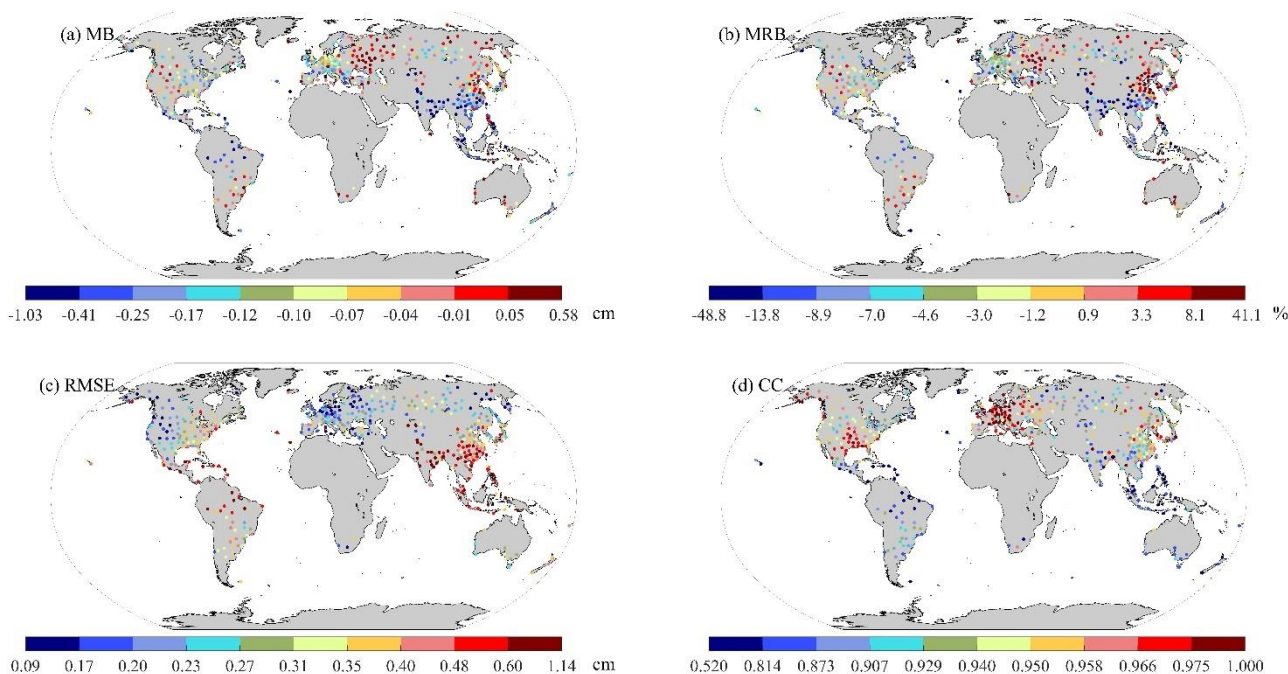 (a) MB
(b) MRB
-1.03 -0.41 -0.25 -0.17 -0.12 -0.10 -0.07 -0.04 -0.01 0.05 0.58 cm
-48.8 -13.8 -8.9 -7.0 -4.6 -3.0 -1.2 0.9 3.3 8.1 41.1 %
(c) RMSE
(d) CC
0.09 0.17 0.20 0.23 0.27 0.31 0.35 0.40 0.48 0.60 1.14 cm
0.520 0.814 0.873 0.907 0.929 0.940 0.950 0.958 0.966 0.975 1.000